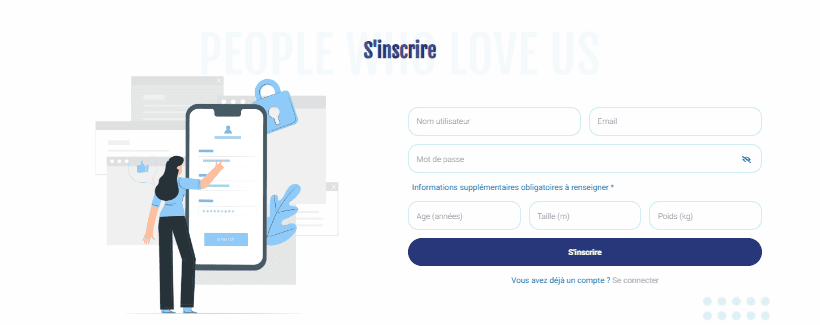 PEOPLE WHO LOVE US
S'inscrire
Nom utilisateur
Email
Mot de passe
Informations supplémentaires obligatoires à renseigner *
Age (années)
Taille (m)
Poids (kg)
S'inscrire
Vous avez déjà un compte ? Se connecter